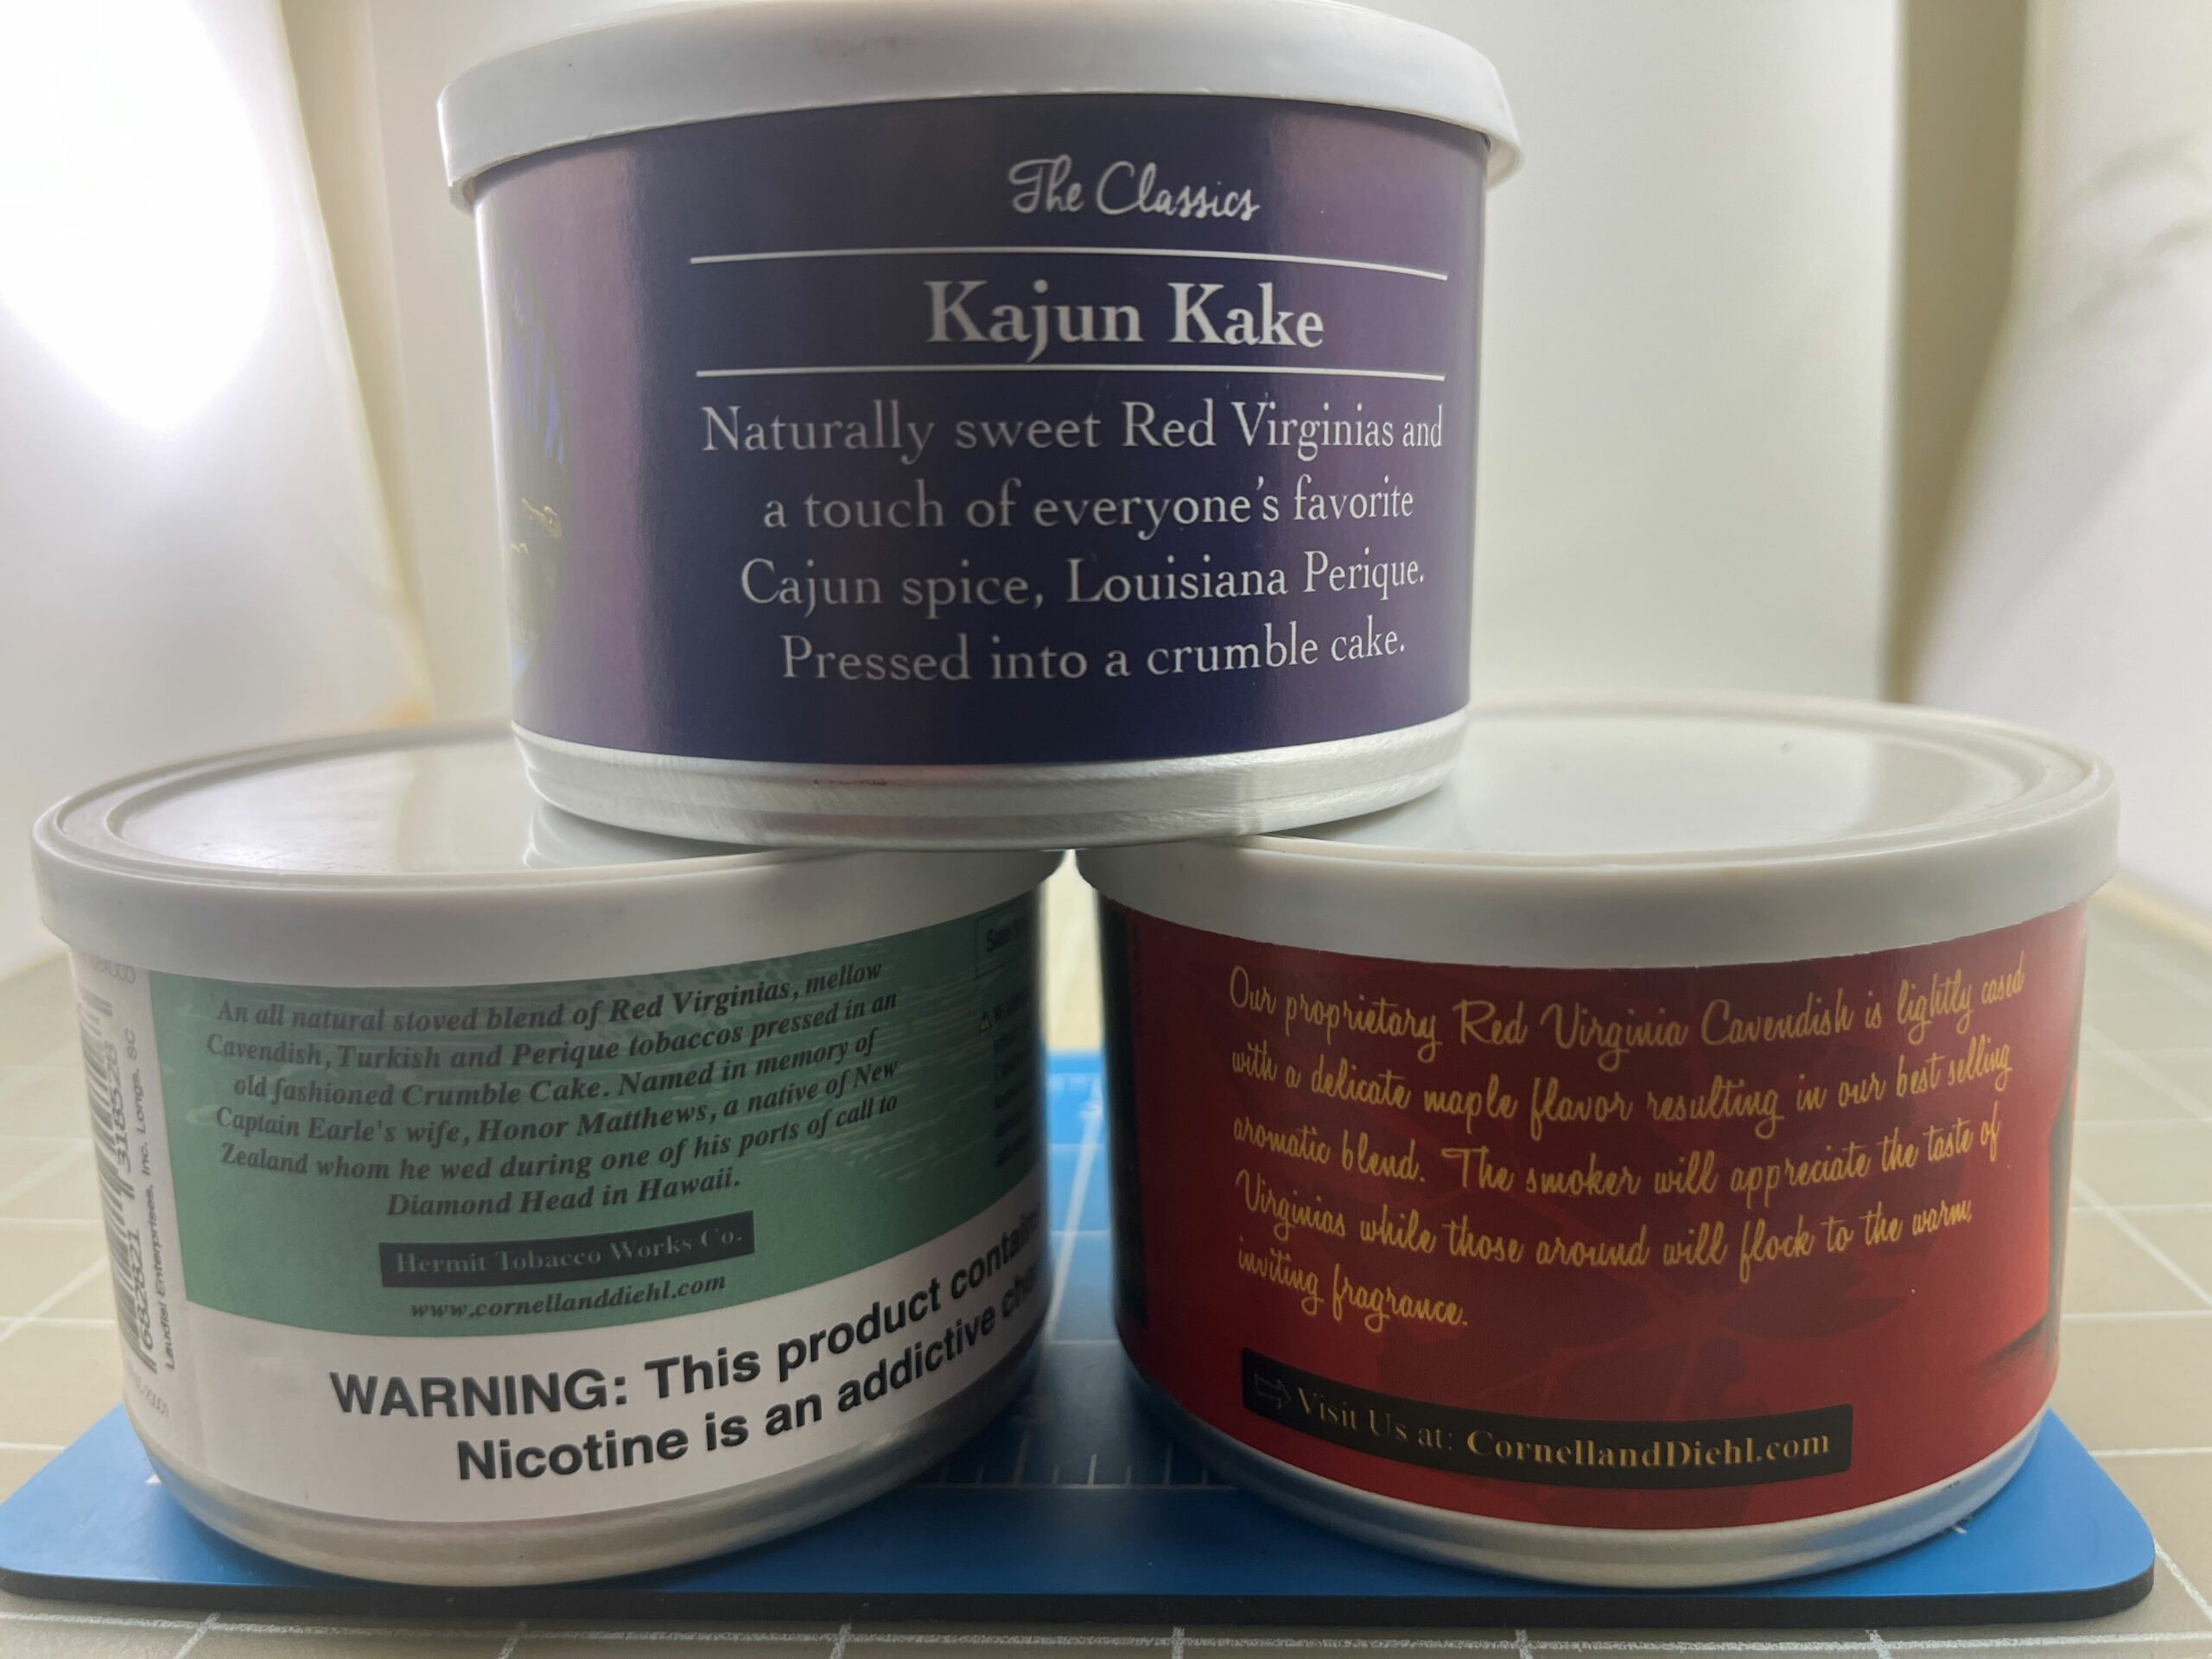 The Classics
Kajun Kake
Naturally sweet Red Virginias and
a touch of everyone's favorite
Cajun spice, Louisiana Perique.
Pressed into a crumble cake.
An all natural stoved blend of Red Virginias, mellow
Cavendish, Turkish and Perique tobaccos pressed in an
old fashioned Crumble Cake. Named in memory of
Captain Earle's wife, Honor Matthews, a native of New
Zealand whom he wed during one of his ports of call to
Diamond Head in Hawaii.
Hermit Tobacco Works Co.
www.cornellanddiehl.com
WARNING: This product
Nicotine is an addictive
Laudisi Enterprises, Inc. Longs, SC
Our proprietary Red Virginia Cavendish is lightly cased
with a delicate maple flavor resulting in our best selling
aromatic blend. The smoker will appreciate the taste of
Virginias while those around will flock to the warm,
inviting fragrance.
Visit Us at: CornellandDiehl.com